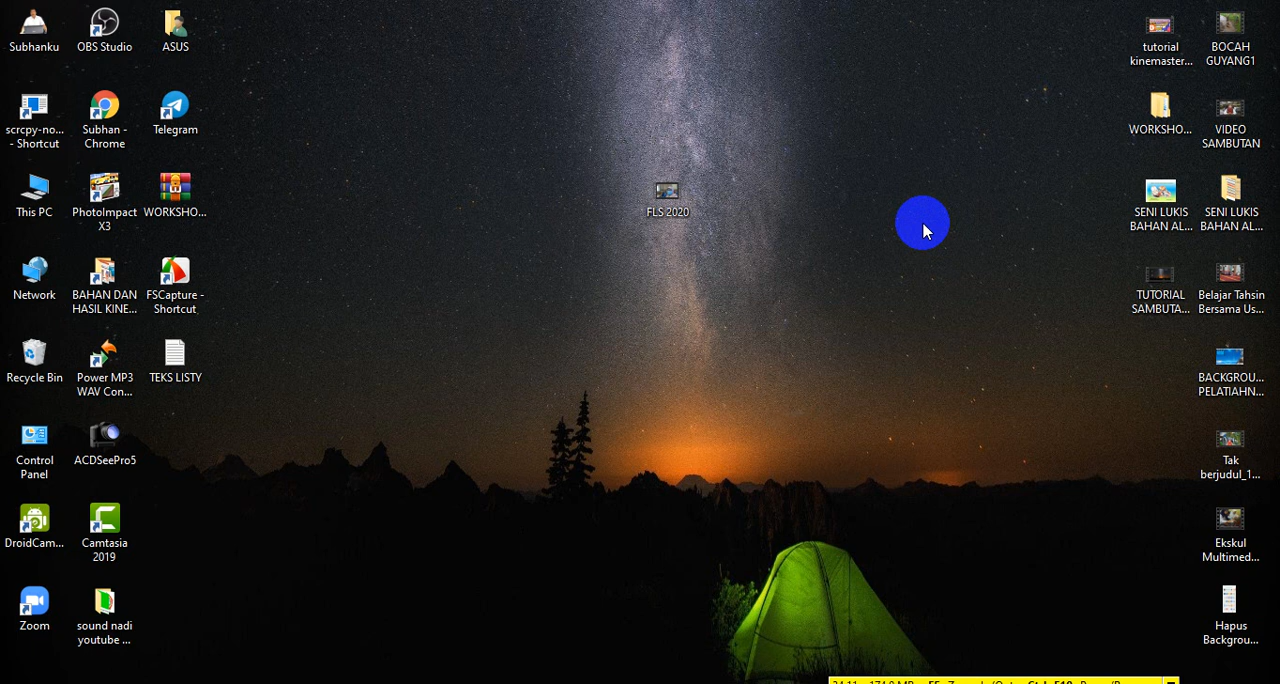 Subhanku
OBS Studio
ASUS
scrcpy-no...
- Shortcut
Subhan -
Chrome
Telegram
This PC
PhotoImpact
X3
WORKSHO...
Network
BAHAN DAN
HASIL KINE...
FSCapture -
Shortcut
Recycle Bin
Power MP3
WAV Con...
TEKS LISTY
Control
Panel
ACDSeePro5
DroidCam...
Camtasia
2019
Zoom
sound nadi
youtube ...
FLS 2020
tutorial
kinemaster...
BOCAH
GUYANG1
WORKSHO...
VIDEO
SAMBUTAN
SENI LUKIS
BAHAN AL...
SENI LUKIS
BAHAN AL...
TUTORIAL
SAMBUTA...
Belajar Tahsin
Bersama Us...
BACKGROU...
PELATIAHN...
Tak
berjudul_1...
Ekskul
Multimed...
Hapus
Backgrou...